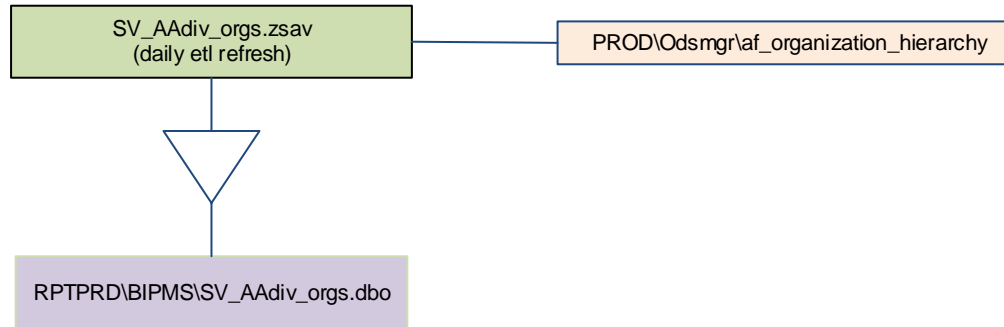 SV_AAdiv_orgs.zsav
(daily etl refresh)
PROD\Odsmgr\af_organization_hierarchy
RPTPRD\BIPMS\SV_AAdiv_orgs.dbo